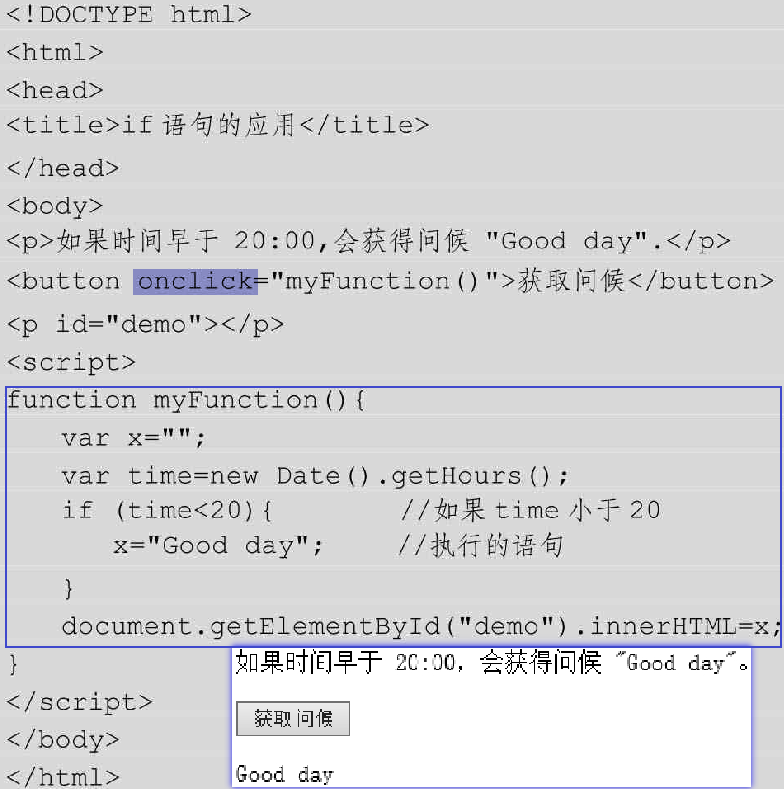 <!DOCTYPE html>
<html>
<head>
<title>if 语句的应用</title>
</head>
<body>
<p>如果时间早于 20:00,会获得问候 "Good day".</p>
<button onclick="myFunction()">获取问候</button>
<p id="demo"></p>
<script>
function myFunction(){
var x="";
var time=new Date().getHours();
if (time<20){ //如果 time 小于 20
x="Good day"; //执行的语句
}
document.getElementById("demo").innerHTML=x;
}
</script>
</body>
</html>
如果时间早于 20:00，会获得问候 "Good day"。
获取问候
Good day